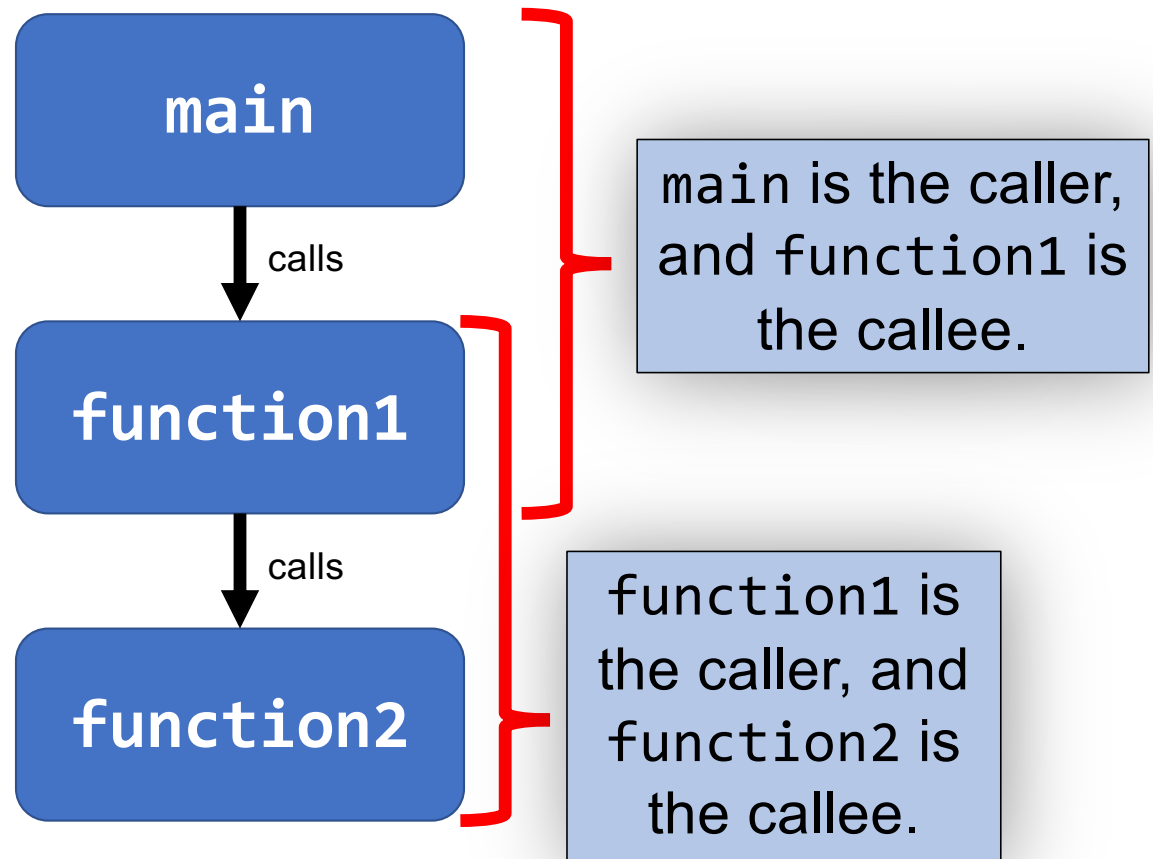 main
calls
main is the caller,
and function1 is
the callee.
function1
calls
function1 is
the caller, and
function2 is
the callee.
function2